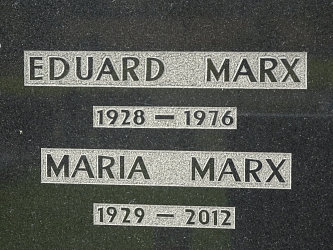 EDUARD MARX
1928 — 1976
MARIA MARX
1929 — 2012